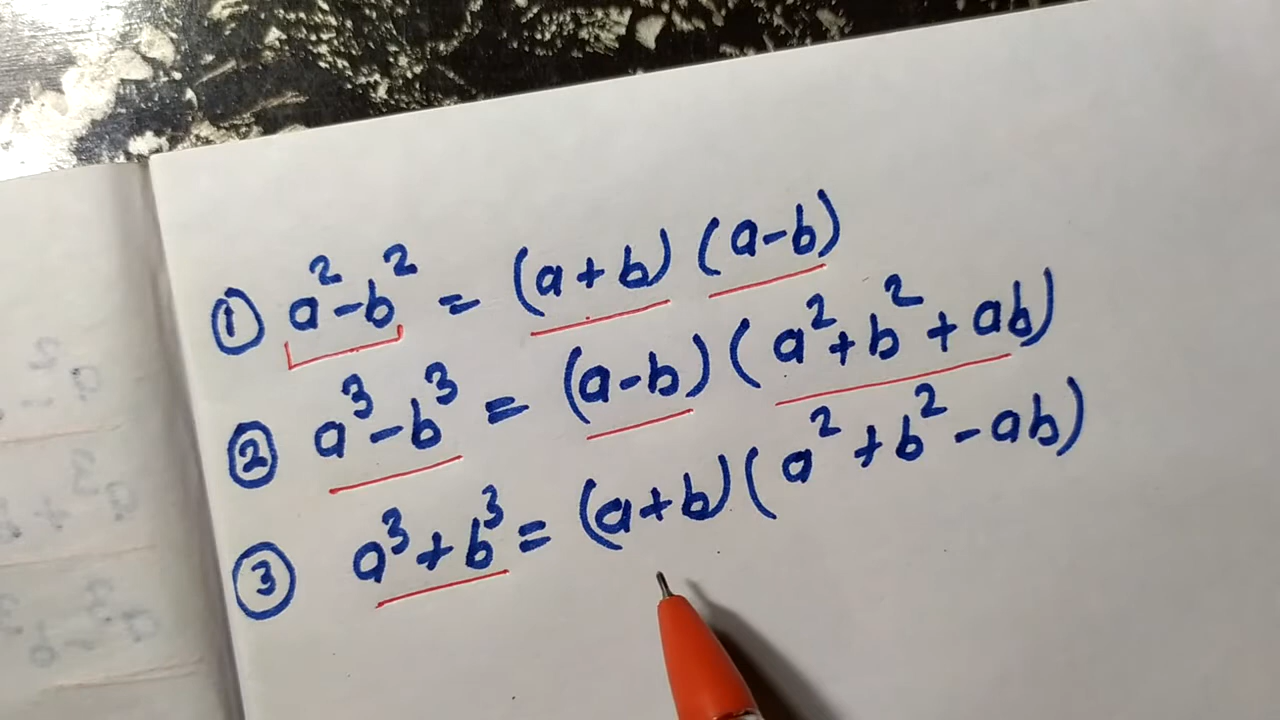 ① a² - b² = (a + b) (a - b)
② a³ - b³ = (a - b) (a² + b² + ab)
③ a³ + b³ = (a + b) (a² + b² - ab)